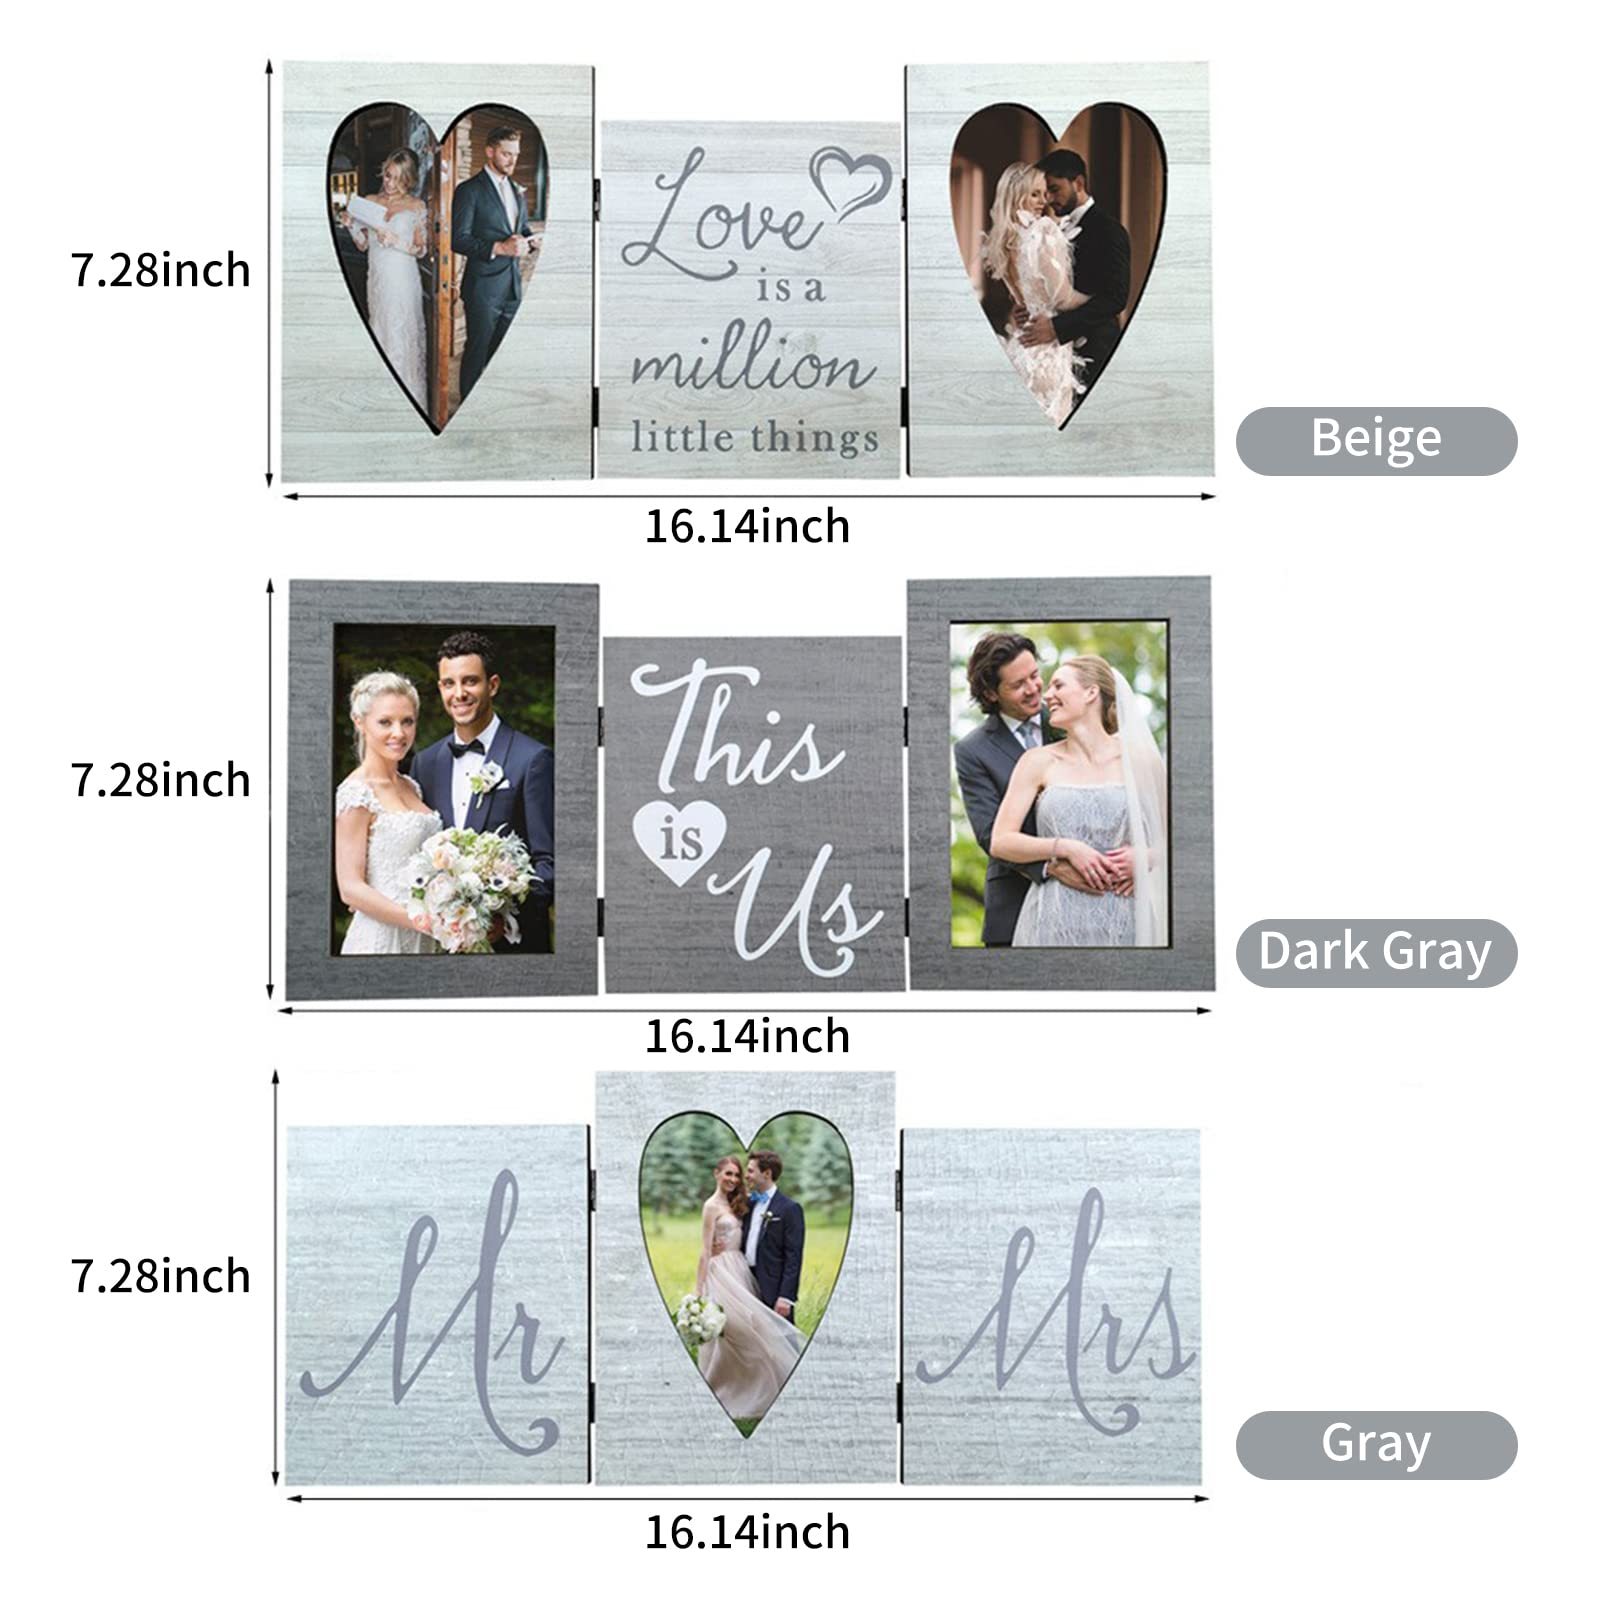 7.28inch
Love
is a
million
little things
Beige
16.14inch
7.28inch
This
is
Us
Dark Gray
16.14inch
7.28inch
Mr
Mrs
Gray
16.14inch